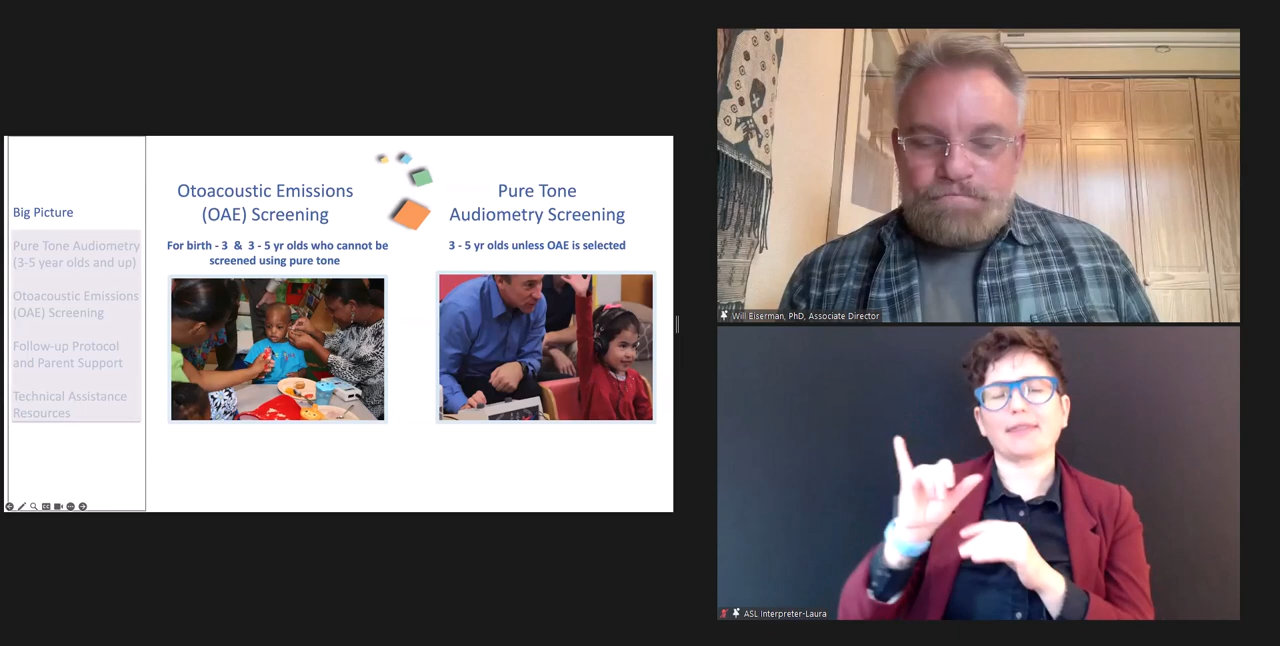 Big Picture
Pure Tone Audiometry
(3-5 year olds and up)
Otoacoustic Emissions
(OAE) Screening
Follow-up Protocol
and Parent Support
Technical Assistance
Resources
Otoacoustic Emissions
(OAE) Screening
For birth - 3 & 3 - 5 yr olds who cannot be
screened using pure tone
Pure Tone
Audiometry Screening
3 - 5 yr olds unless OAE is selected
Will Eiserman, PhD, Associate Director
ASL Interpreter-Laura